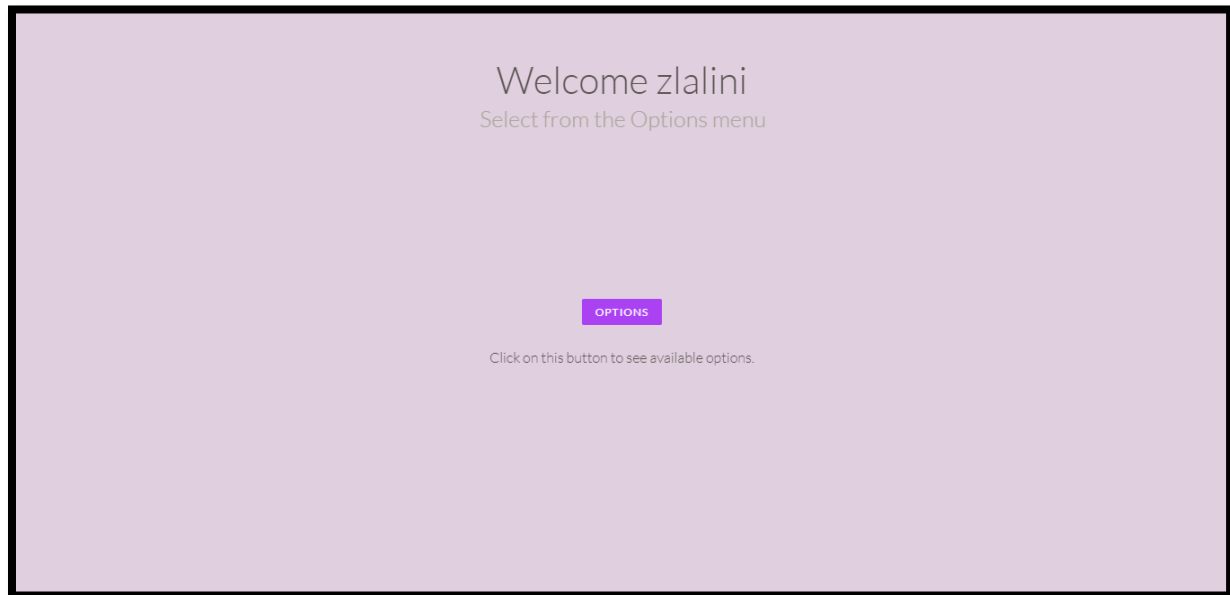 Welcome zlalini
Select from the Options menu
OPTIONS
Click on this button to see available options.